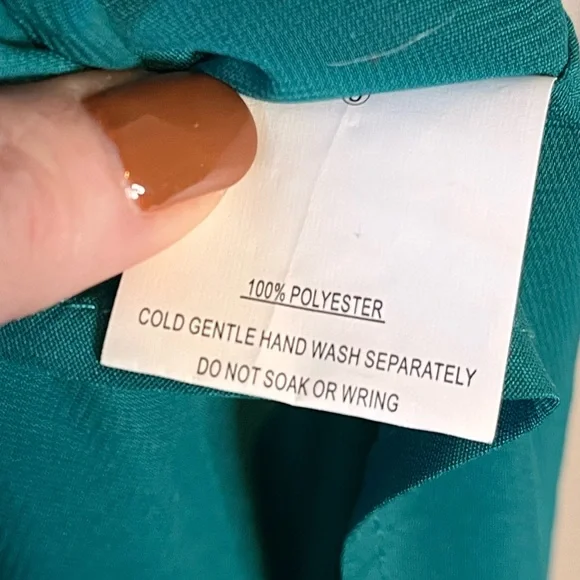 100% POLYESTER
COLD GENTLE HAND WASH SEPARATELY
DO NOT SOAK OR WRING